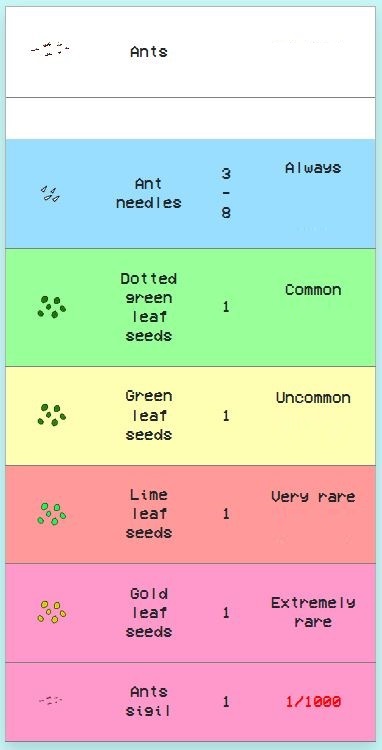 Ants
Ant needles 3 - 8 Always
Dotted green leaf seeds 1 Common
Green leaf seeds 1 Uncommon
Lime leaf seeds 1 Very rare
Gold leaf seeds 1 Extremely rare
Ants sigil 1 1/1000